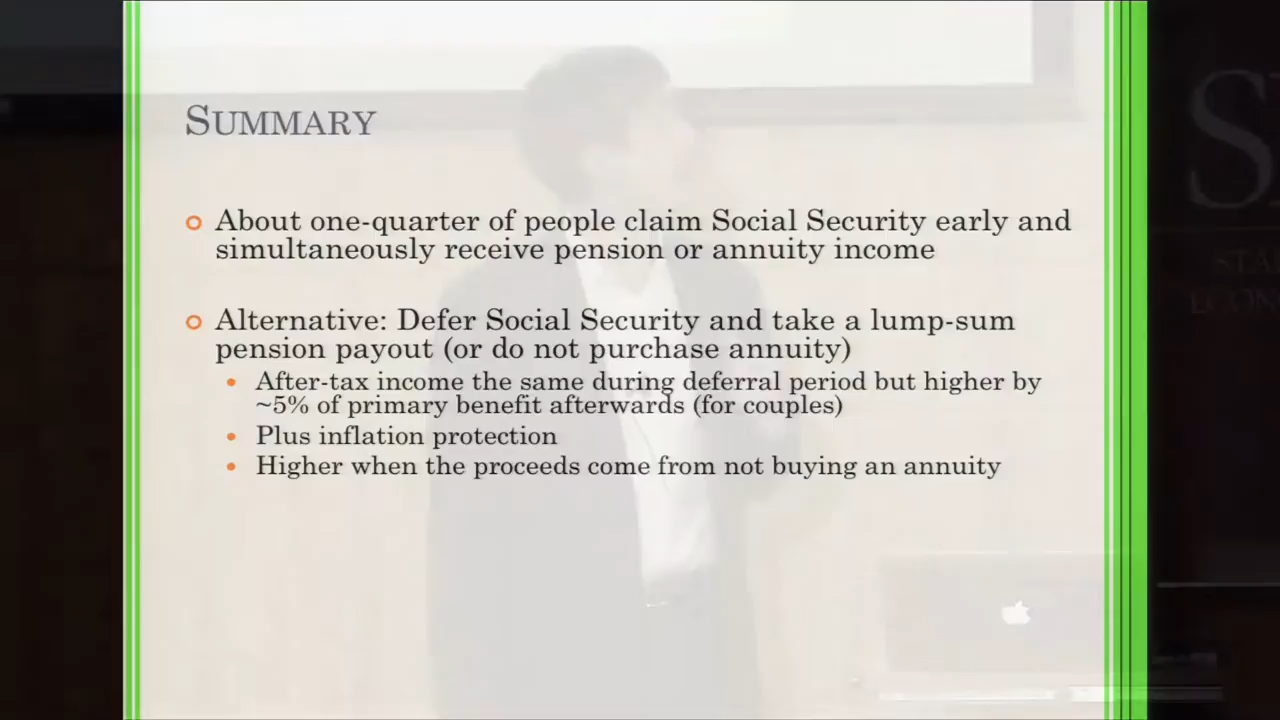 SUMMARY
About one-quarter of people claim Social Security early and
simultaneously receive pension or annuity income
Alternative: Defer Social Security and take a lump-sum
pension payout (or do not purchase annuity)
After-tax income the same during deferral period but higher by
~5% of primary benefit afterwards (for couples)
Plus inflation protection
Higher when the proceeds come from not buying an annuity